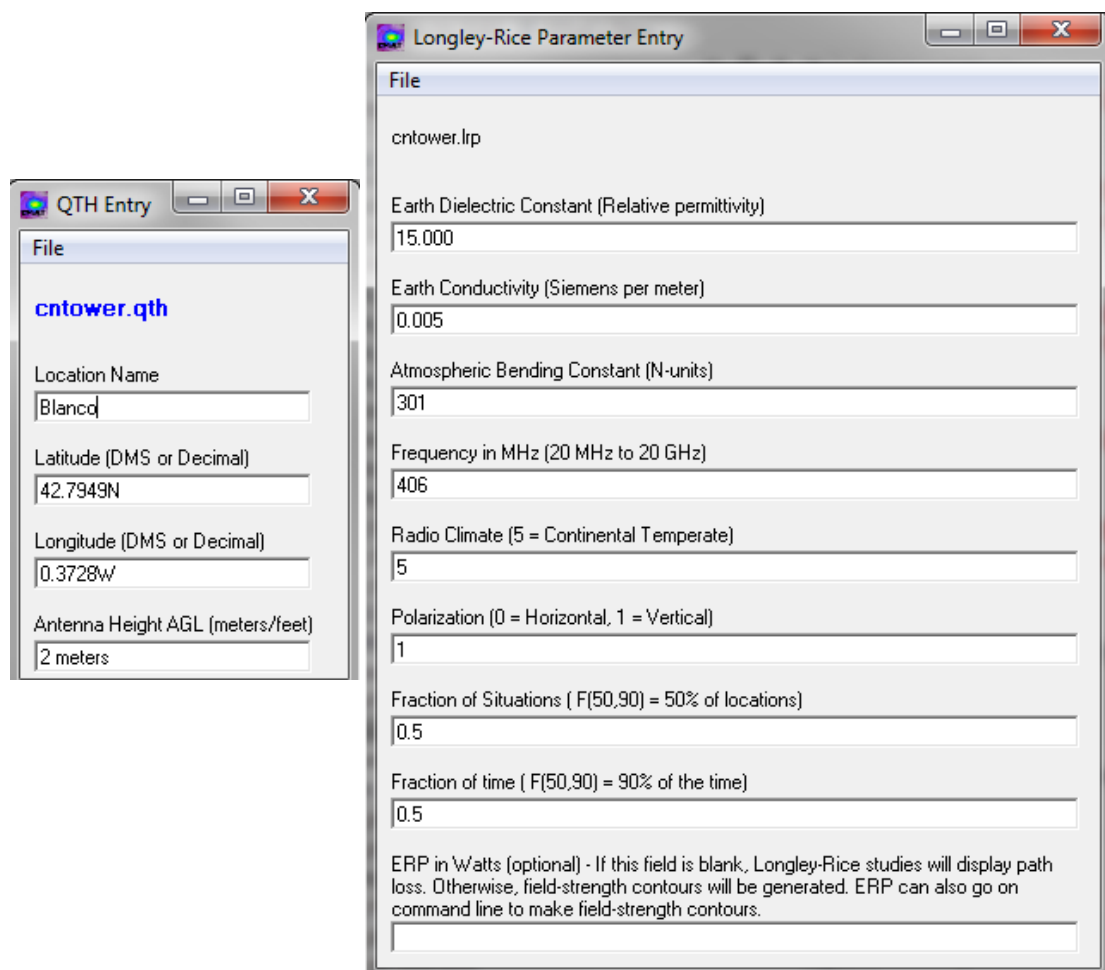 QTH Entry
File
cntower.qth
Location Name
Blanco
Latitude (DMS or Decimal)
42.7949N
Longitude (DMS or Decimal)
0.3728W
Antenna Height AGL (meters/feet)
2 meters
Longley-Rice Parameter Entry
File
cntower.lrp
Earth Dielectric Constant (Relative permittivity)
15.000
Earth Conductivity (Siemens per meter)
0.005
Atmospheric Bending Constant (N-units)
301
Frequency in MHz (20 MHz to 20 GHz)
406
Radio Climate (5 = Continental Temperate)
5
Polarization (0 = Horizontal, 1 = Vertical)
1
Fraction of Situations ( F(50,90) = 50% of locations)
0.5
Fraction of time ( F(50,90) = 90% of the time)
0.5
ERP in Watts (optional) - If this field is blank, Longley-Rice studies will display path
loss. Otherwise, field-strength contours will be generated. ERP can also go on
command line to make field-strength contours.